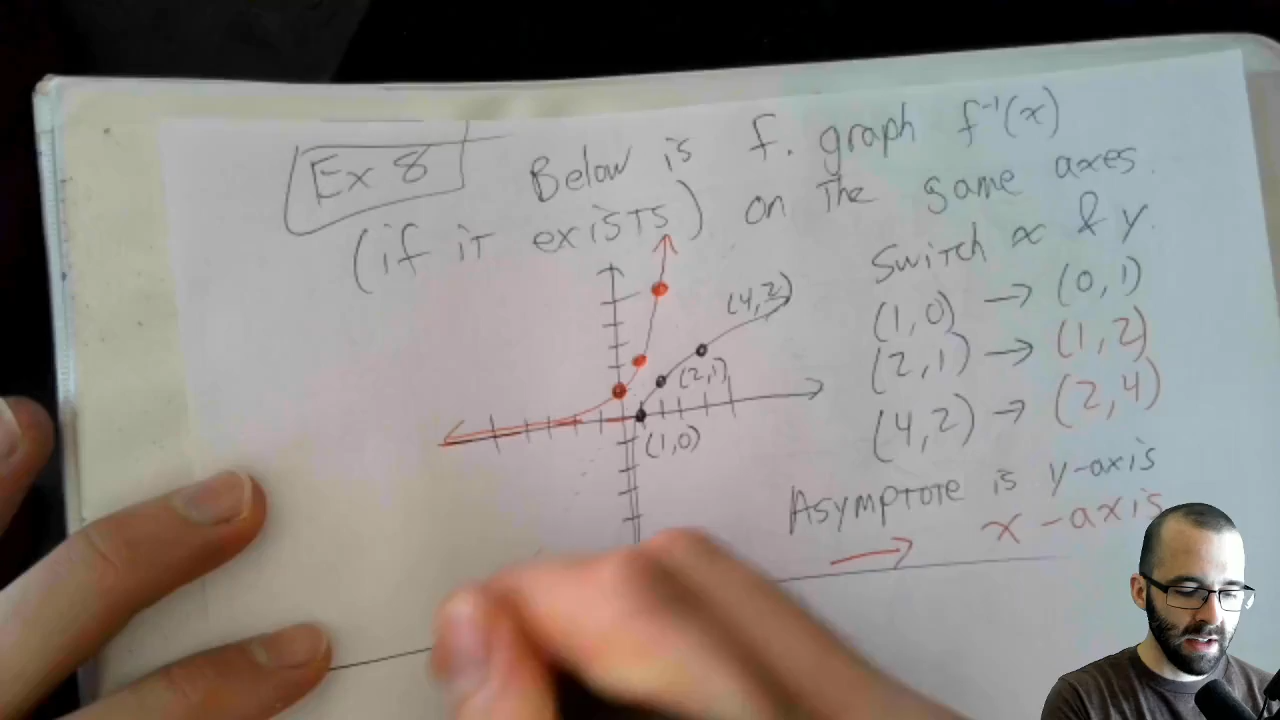 Ex 8 Below is f. graph f⁻¹(x)
(if it exists) on the same axes.
Switch x & y.
(1,0) → (0,1)
(2,1) → (1,2)
(4,2) → (2,4)
(4,2)
(2,1)
(1,0)
Asymptote is y-axis
→ x-axis